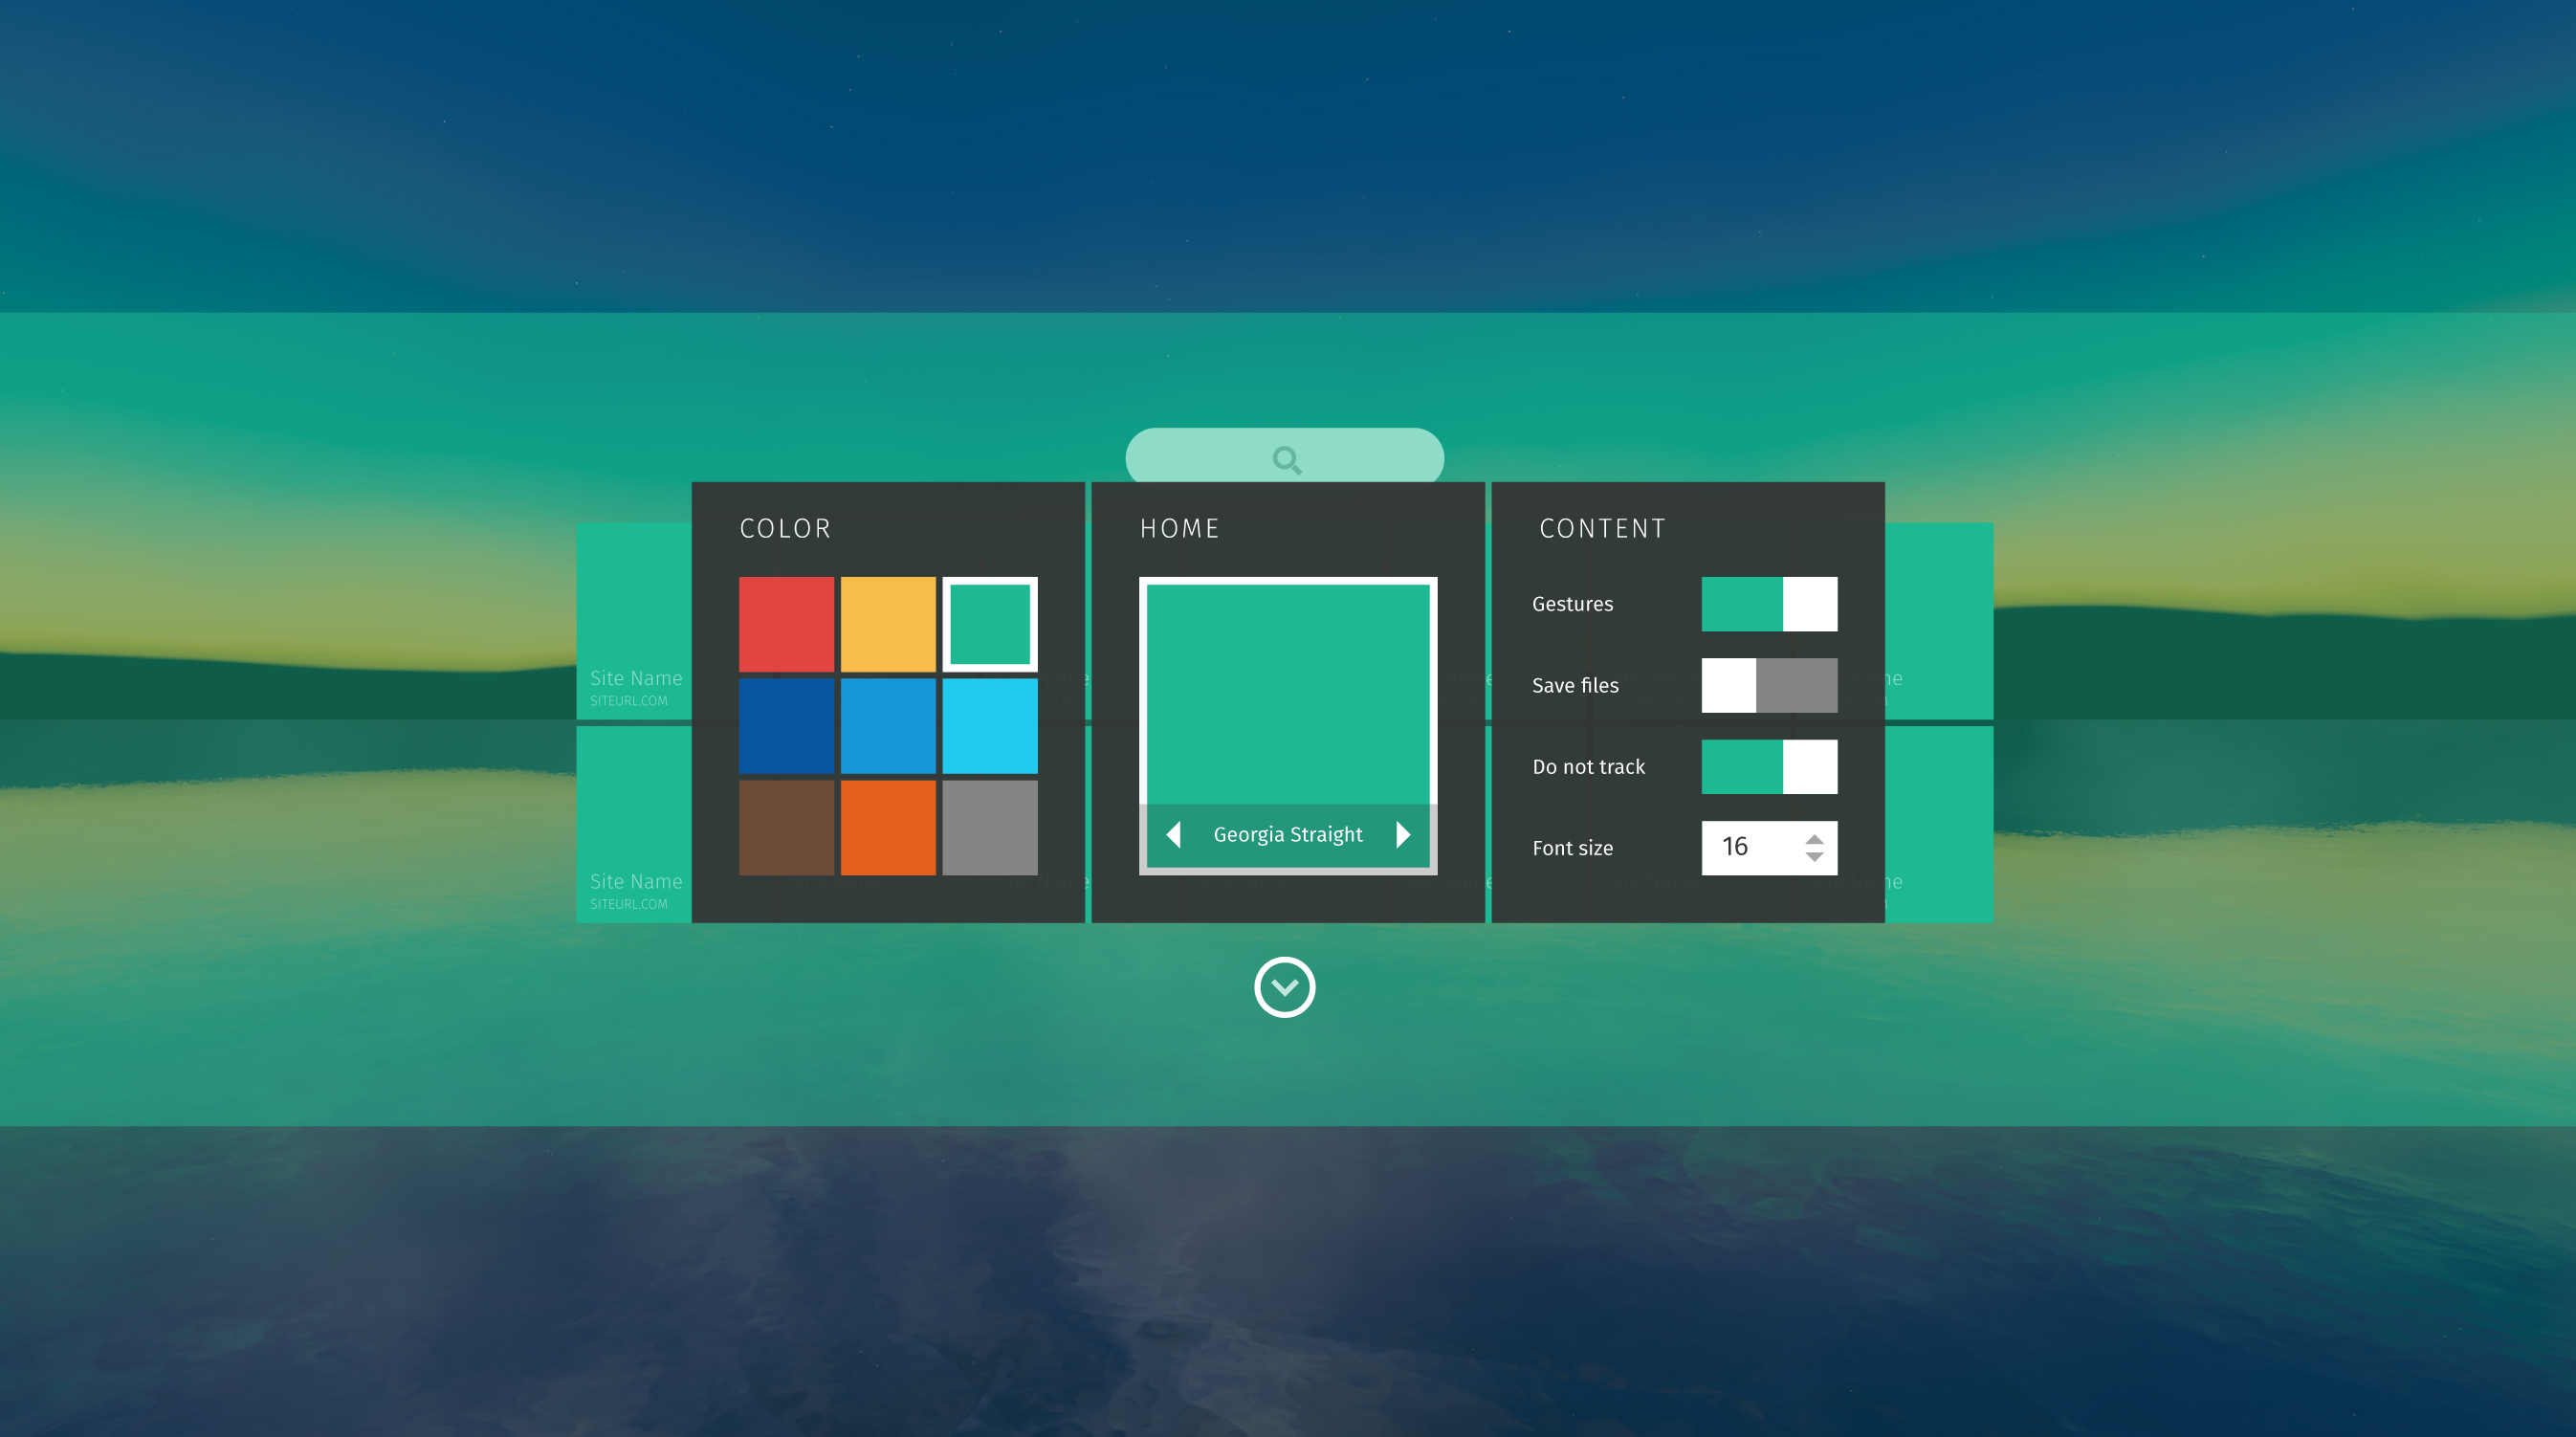 COLOR
HOME
CONTENT
Gestures
Site Name
SITEURL.COM
Save files
Do not track
Georgia Straight
Font size
16
Site Name
SITEURL.COM